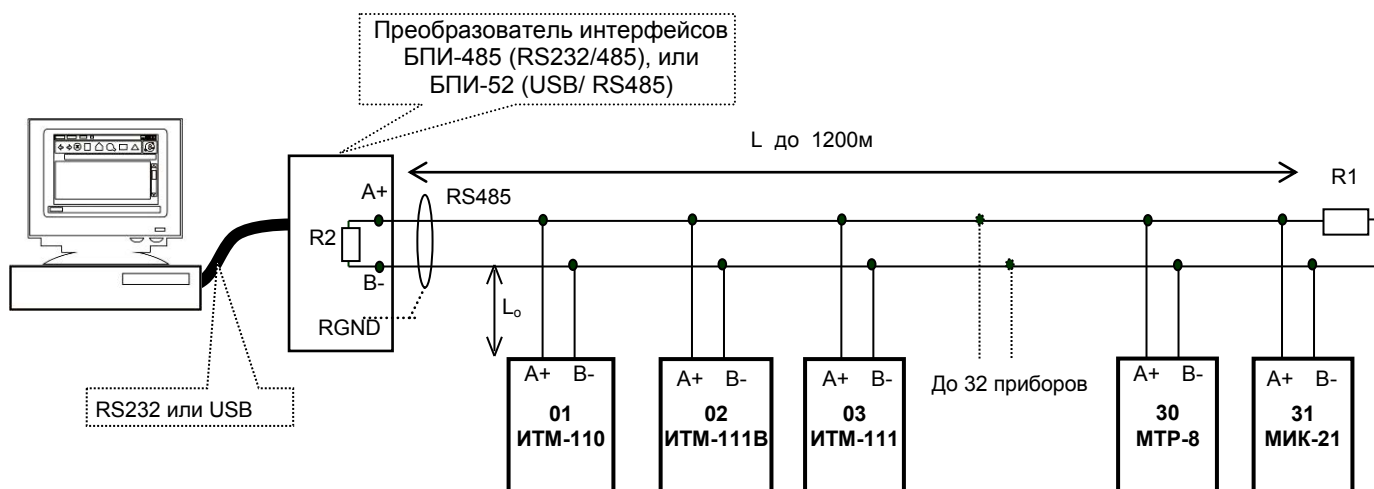 Преобразователь интерфейсов
БПИ-485 (RS232/485), или
БПИ-52 (USB/ RS485)
L до 1200м
R1
A+
RS485
R2
B-
RGND
Lo
RS232 или USB
A+ B-
01
ИТМ-110
A+ B-
02
ИТМ-111В
A+ B-
03
ИТМ-111
До 32 приборов
A+ B-
30
МТР-8
A+ B-
31
МИК-21